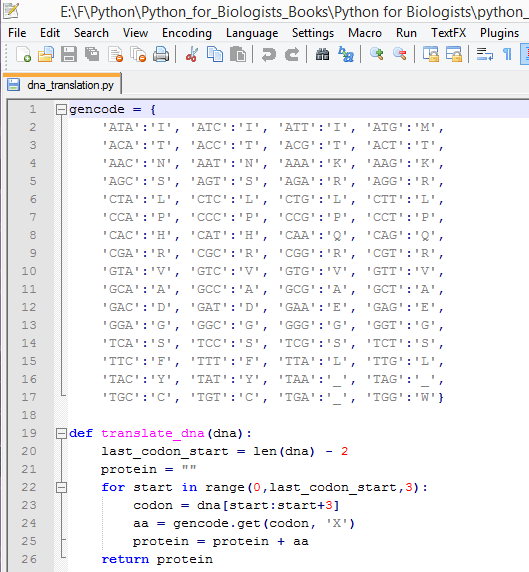 E:\F\Python\Python_for_Biologists_Books\Python for Biologists\python_
File Edit Search View Encoding Language Settings Macro Run TextFX Plugins
dna_translation.py
1 gencode = {
2 'ATA':'I', 'ATC':'I', 'ATT':'I', 'ATG':'M',
3 'ACA':'T', 'ACC':'T', 'ACG':'T', 'ACT':'T',
4 'AAC':'N', 'AAT':'N', 'AAA':'K', 'AAG':'K',
5 'AGC':'S', 'AGT':'S', 'AGA':'R', 'AGG':'R',
6 'CTA':'L', 'CTC':'L', 'CTG':'L', 'CTT':'L',
7 'CCA':'P', 'CCC':'P', 'CCG':'P', 'CCT':'P',
8 'CAC':'H', 'CAT':'H', 'CAA':'Q', 'CAG':'Q',
9 'CGA':'R', 'CGC':'R', 'CGG':'R', 'CGT':'R',
10 'GTA':'V', 'GTC':'V', 'GTG':'V', 'GTT':'V',
11 'GCA':'A', 'GCC':'A', 'GCG':'A', 'GCT':'A',
12 'GAC':'D', 'GAT':'D', 'GAA':'E', 'GAG':'E',
13 'GGA':'G', 'GGC':'G', 'GGG':'G', 'GGT':'G',
14 'TCA':'S', 'TCC':'S', 'TCG':'S', 'TCT':'S',
15 'TTC':'F', 'TTT':'F', 'TTA':'L', 'TTG':'L',
16 'TAC':'Y', 'TAT':'Y', 'TAA':'_', 'TAG':'_',
17 'TGC':'C', 'TGT':'C', 'TGA':'_', 'TGG':'W'}
18
19 def translate_dna(dna):
20 last_codon_start = len(dna) - 2
21 protein = ""
22 for start in range(0,last_codon_start,3):
23 codon = dna[start:start+3]
24 aa = gencode.get(codon, 'X')
25 protein = protein + aa
26 return protein